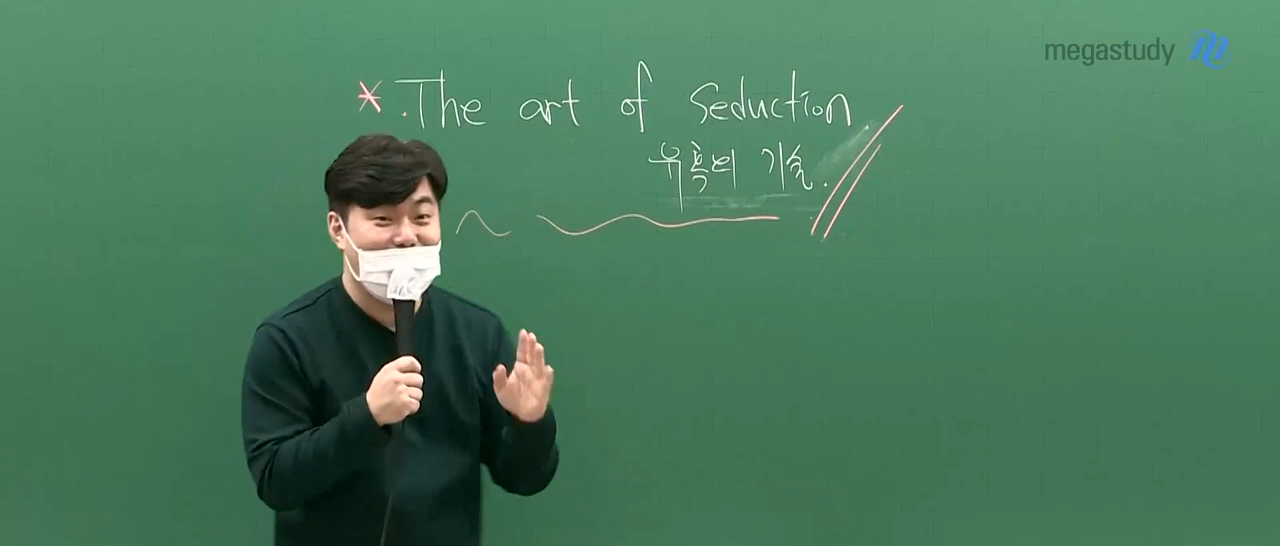 megastudy
* .The art of Seduction
유혹의 기술.